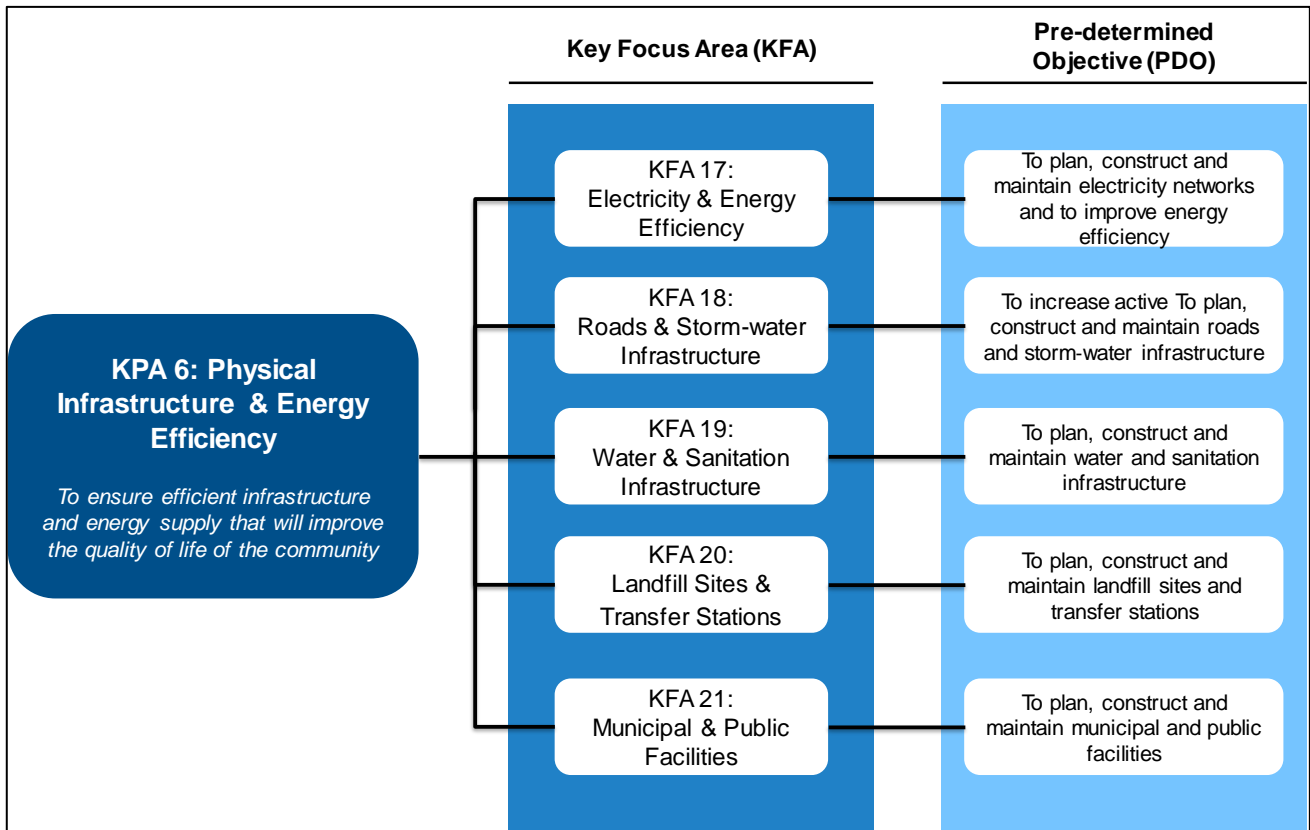 Key Focus Area (KFA)
Pre-determined
Objective (PDO)
KPA 6: Physical
Infrastructure & Energy
Efficiency
To ensure efficient infrastructure
and energy supply that will improve
the quality of life of the community
KFA 17:
Electricity & Energy
Efficiency
To plan, construct and
maintain electricity networks
and to improve energy
efficiency
KFA 18:
Roads & Storm-water
Infrastructure
To increase active To plan,
construct and maintain roads
and storm-water infrastructure
KFA 19:
Water & Sanitation
Infrastructure
To plan, construct and
maintain water and sanitation
infrastructure
KFA 20:
Landfill Sites &
Transfer Stations
To plan, construct and
maintain landfill sites and
transfer stations
KFA 21:
Municipal & Public
Facilities
To plan, construct and
maintain municipal and public
facilities